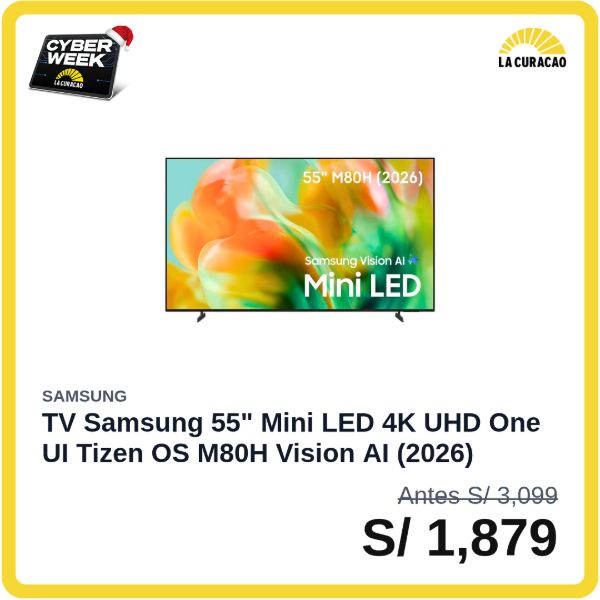 CYBER
WEEK
LA CURACAO
LA CURACAO
55" M80H (2026)
Samsung Vision AI
Mini LED
SAMSUNG
TV Samsung 55" Mini LED 4K UHD One
UI Tizen OS M80H Vision AI (2026)
Antes S/ 3,099
S/ 1,879